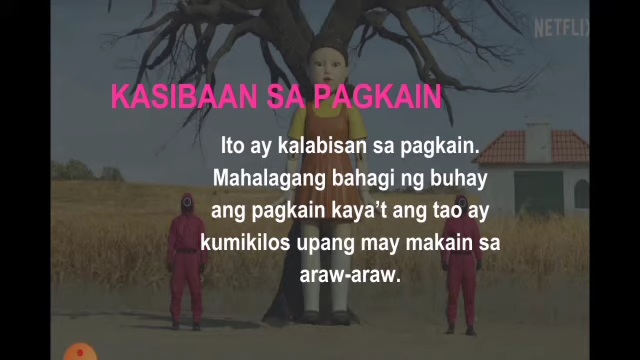 NETFLIX
KASIBAAN SA PAGKAIN
Ito ay kalabisan sa pagkain.
Mahalagang bahagi ng buhay
ang pagkain kaya't ang tao ay
kumikilos upang may makain sa
araw-araw.